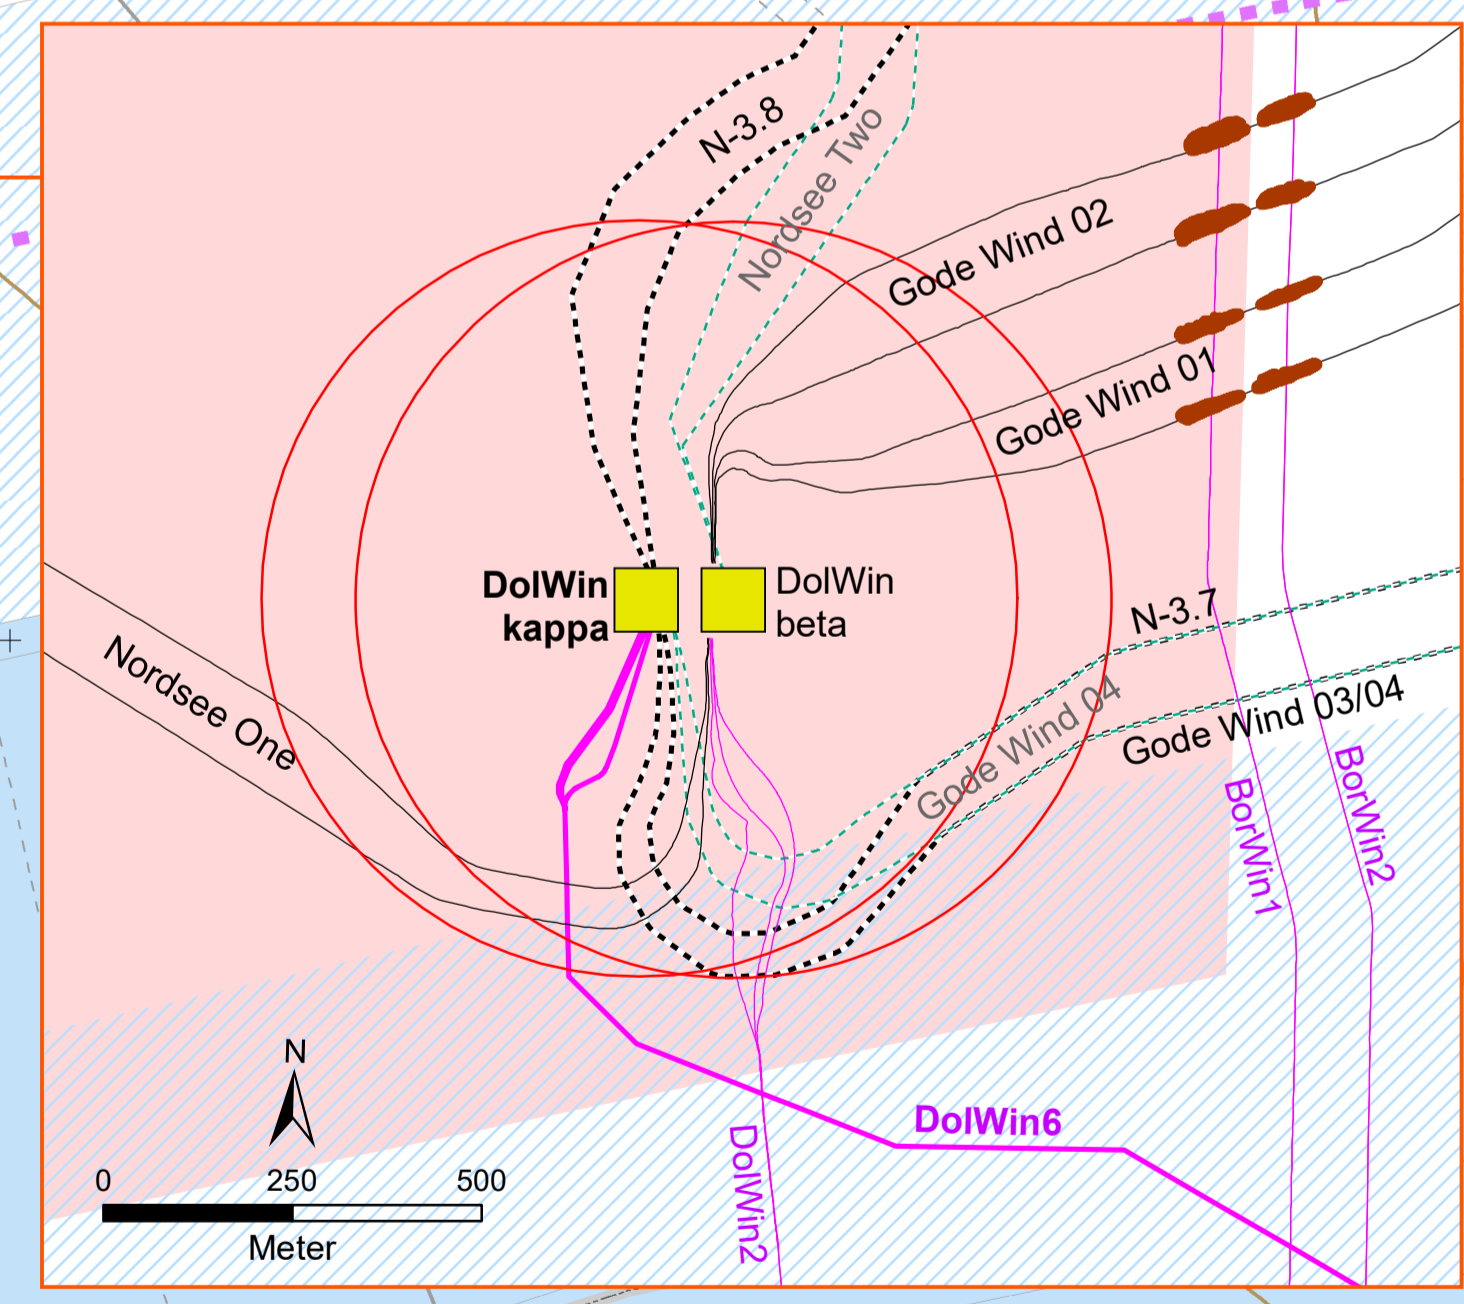 N-3.8
Nordsee Two
Gode Wind 02
Gode Wind 01
DolWin
kappa
DolWin
beta
N-3.7
Nordsee One
Gode Wind 04
Gode Wind 03/04
BorWin1
BorWin2
N
DolWin6
DolWin2
0 250 500
Meter